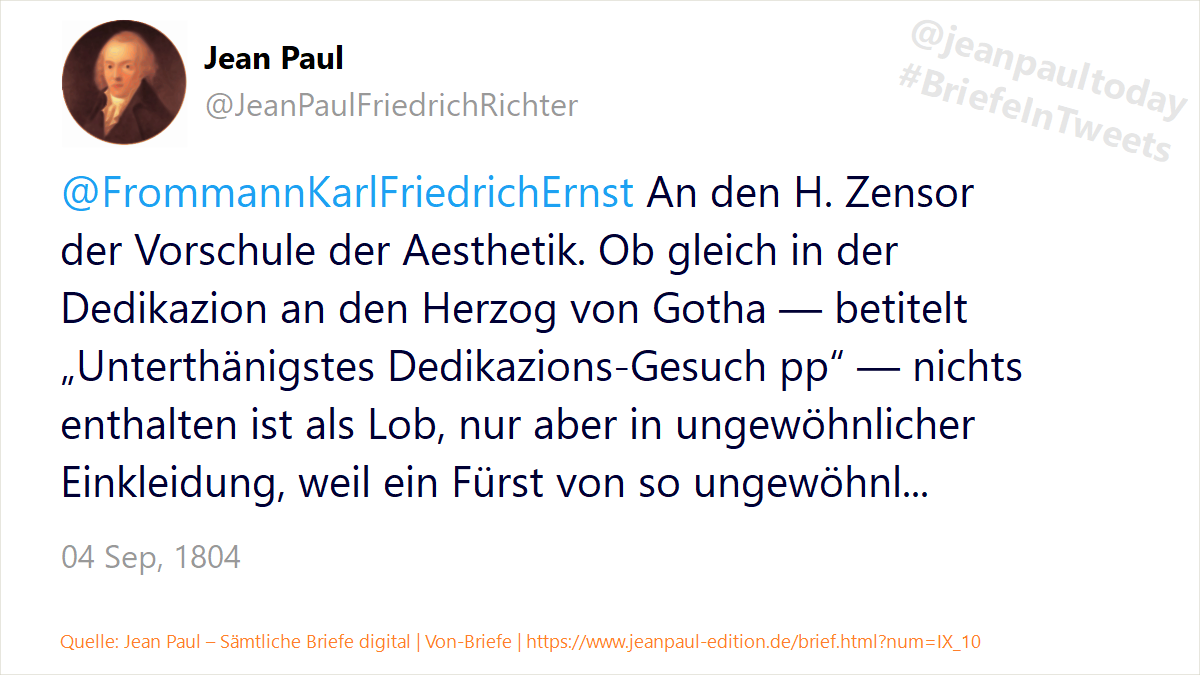 Jean Paul
@JeanPaulFriedrichRichter
@jeanpaultoday
#BriefeInTweets
@FrommannKarlFriedrichErnst An den H. Zensor
der Vorschule der Aesthetik. Ob gleich in der
Dedikazion an den Herzog von Gotha — betitelt
„Unterthänigstes Dedikazions-Gesuch pp“ — nichts
enthalten ist als Lob, nur aber in ungewöhnlicher
Einkleidung, weil ein Fürst von so ungewöhnl...
04 Sep, 1804
Quelle: Jean Paul – Sämtliche Briefe digital | Von-Briefe | https://www.jeanpaul-edition.de/brief.html?num=IX_10